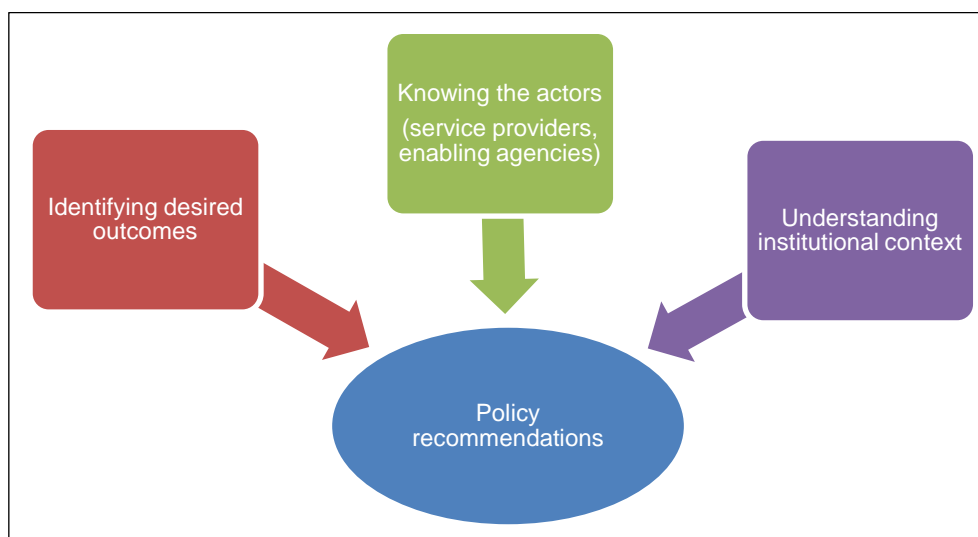 Identifying desired
outcomes
Knowing the actors
(service providers,
enabling agencies)
Understanding
institutional context
Policy
recommendations